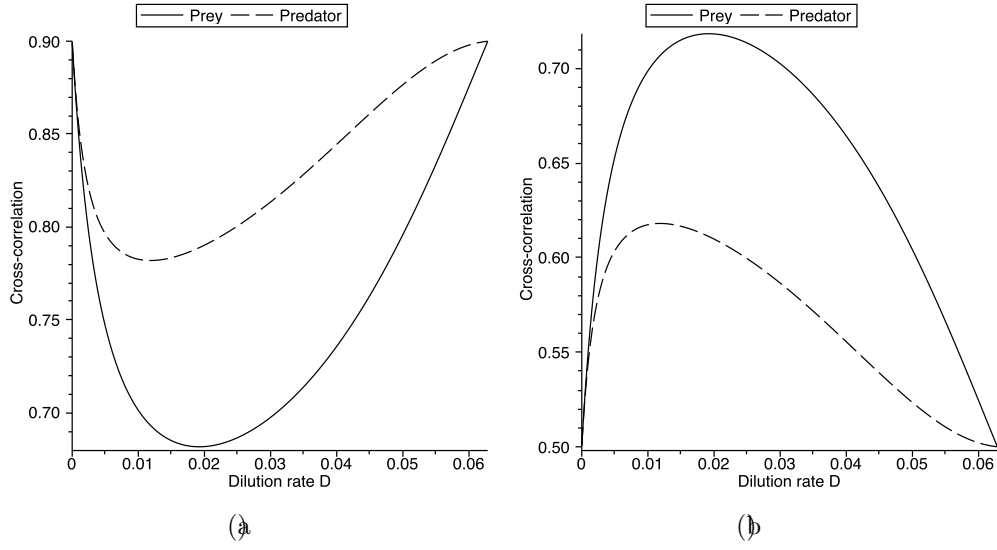 Prey Predator
Prey Predator
0.90
0.85
0.80
0.75
0.70
Cross-correlation
0 0.01 0.02 0.03 0.04 0.05 0.06
Dilution rate D
(a)
0.70
0.65
0.60
0.55
0.50
Cross-correlation
0 0.01 0.02 0.03 0.04 0.05 0.06
Dilution rate D
(b)